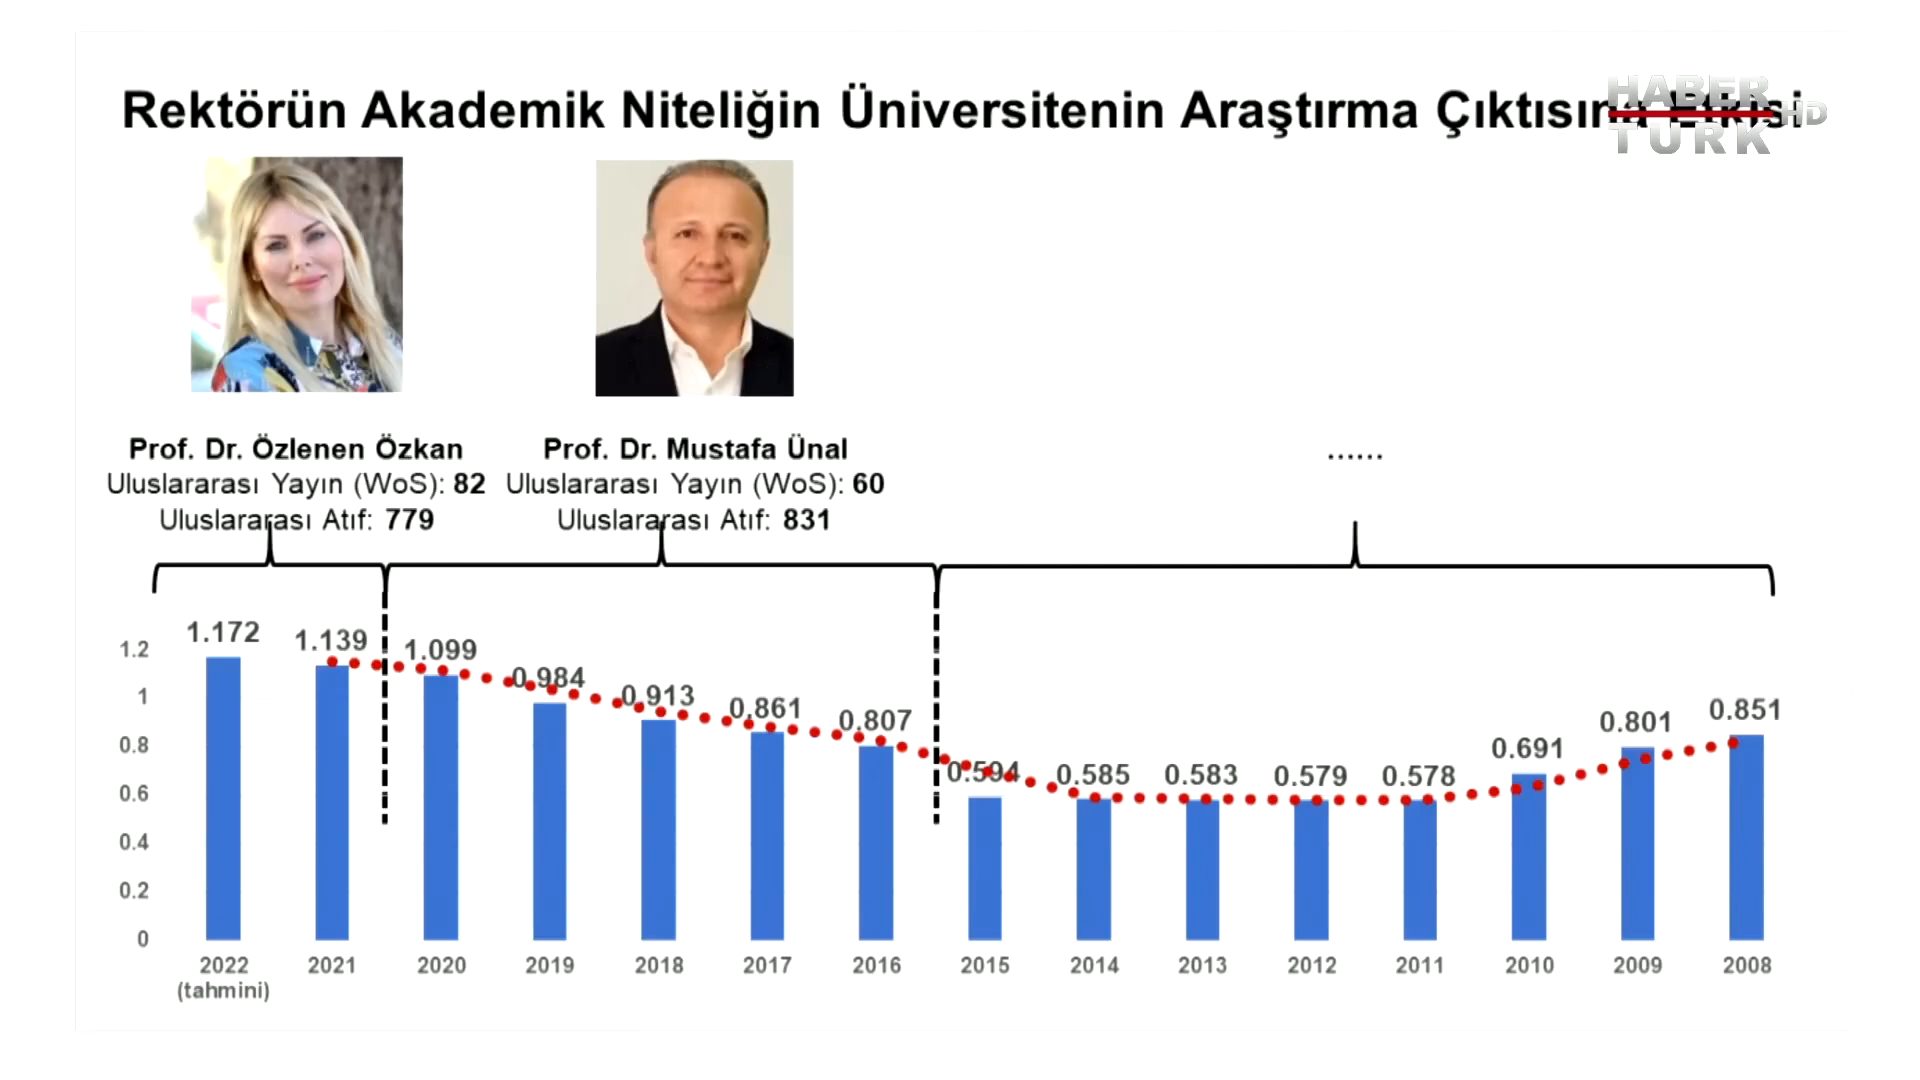 Rektörün Akademik Niteliğin Üniversitenin Araştırma Çıktısına Etkisi
HABER
TÜRK
HD
Prof. Dr. Özlenen Özkan
Uluslararası Yayın (WoS): 82
Uluslararası Atıf: 779
Prof. Dr. Mustafa Ünal
Uluslararası Yayın (WoS): 60
Uluslararası Atıf: 831
......
1.172 1.139 1.099 0.984 0.913 0.861 0.807 0.594 0.585 0.583 0.579 0.578 0.691 0.801 0.851
1.2
1
0.8
0.6
0.4
0.2
0
2022 2021 2020 2019 2018 2017 2016 2015 2014 2013 2012 2011 2010 2009 2008
(tahmini)